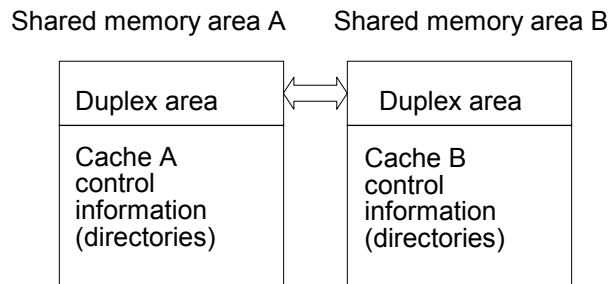 Shared memory area A
Shared memory area B
Duplex area
Duplex area
Cache A
control
information
(directories)
Cache B
control
information
(directories)